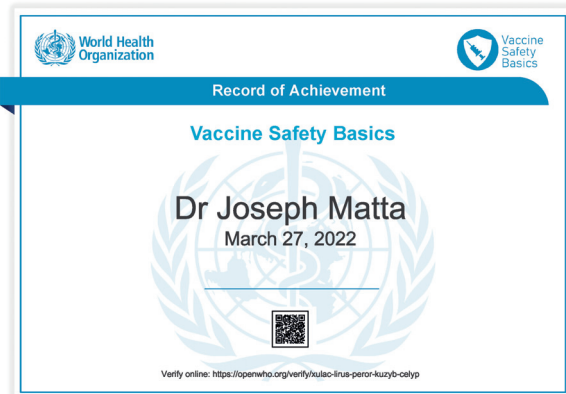 World Health
Organization
Vaccine
Safety
Basics
Record of Achievement
Vaccine Safety Basics
Dr Joseph Matta
March 27, 2022
Verify online: https://openwho.org/verify/xulac-lirus-peror-kuzyb-celyp